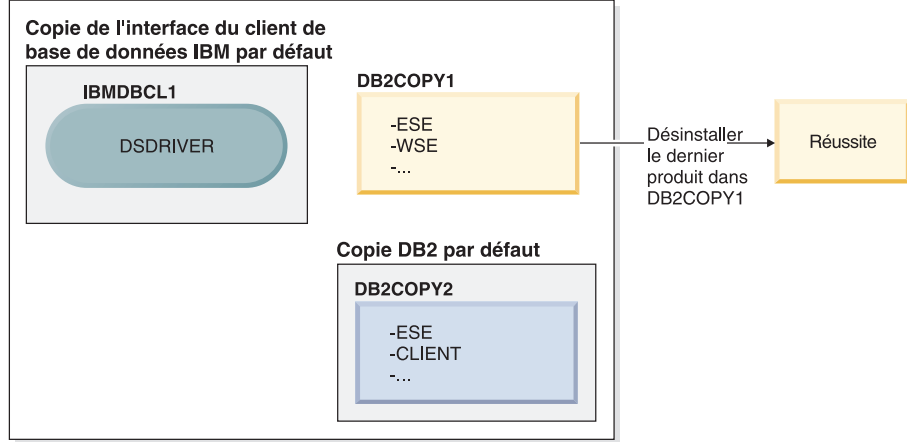 Copie de l'interface du client de
base de données IBM par défaut
IBMDBCL1
DSDRIVER
DB2COPY1
-ESE
-WSE
-...
Désinstaller
le dernier
produit dans
DB2COPY1
Réussite
Copie DB2 par défaut
DB2COPY2
-ESE
-CLIENT
-...